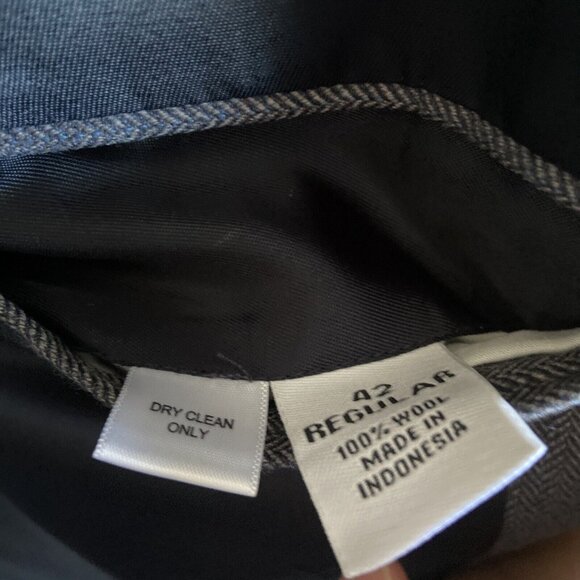 DRY CLEAN
ONLY
42
REGULAR
100% WOOL
MADE IN
INDONESIA